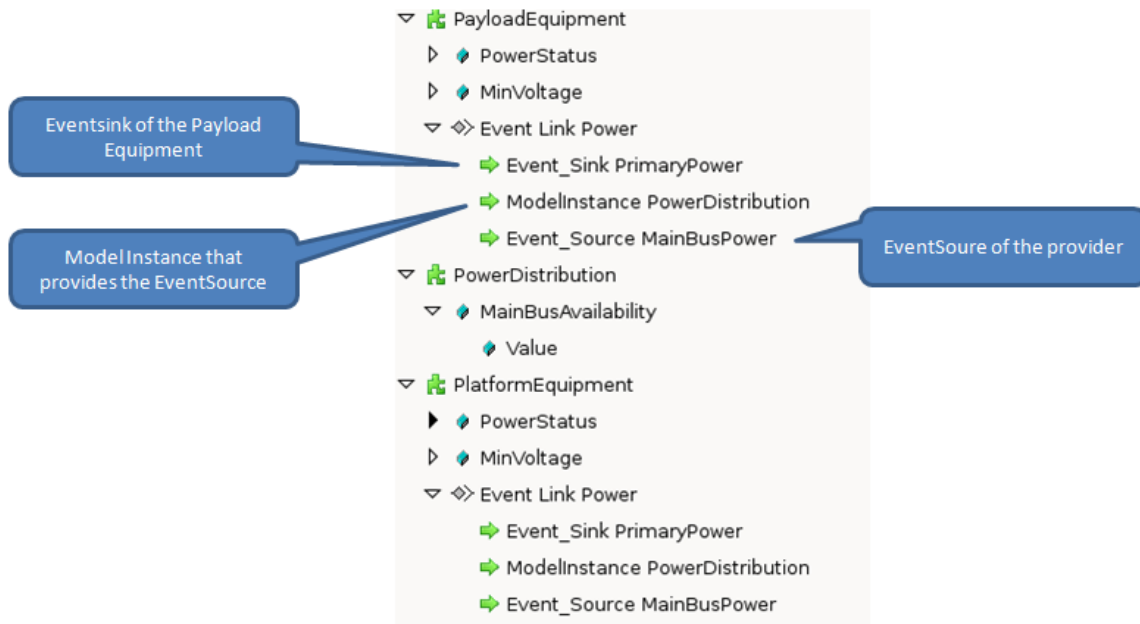 PayloadEquipment
PowerStatus
MinVoltage
Eventsink of the Payload
Equipment
Event Link Power
Event_Sink PrimaryPower
ModelInstance PowerDistribution
Model Instance that
provides the EventSource
Event_Source MainBusPower
EventSoure of the provider
PowerDistribution
MainBusAvailability
Value
PlatformEquipment
PowerStatus
MinVoltage
Event Link Power
Event_Sink PrimaryPower
ModelInstance PowerDistribution
Event_Source MainBusPower